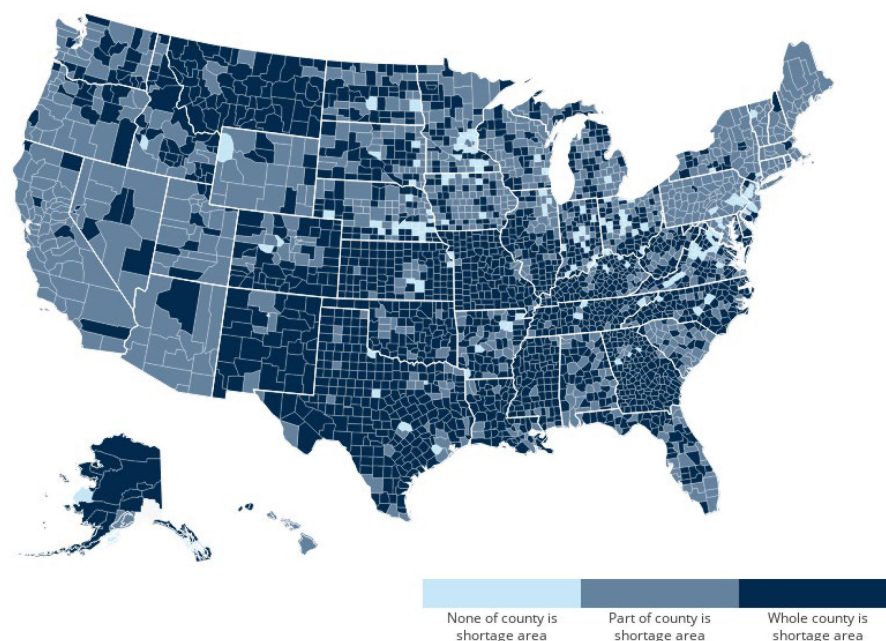 None of county is
shortage area
Part of county is
shortage area
Whole county is
shortage area